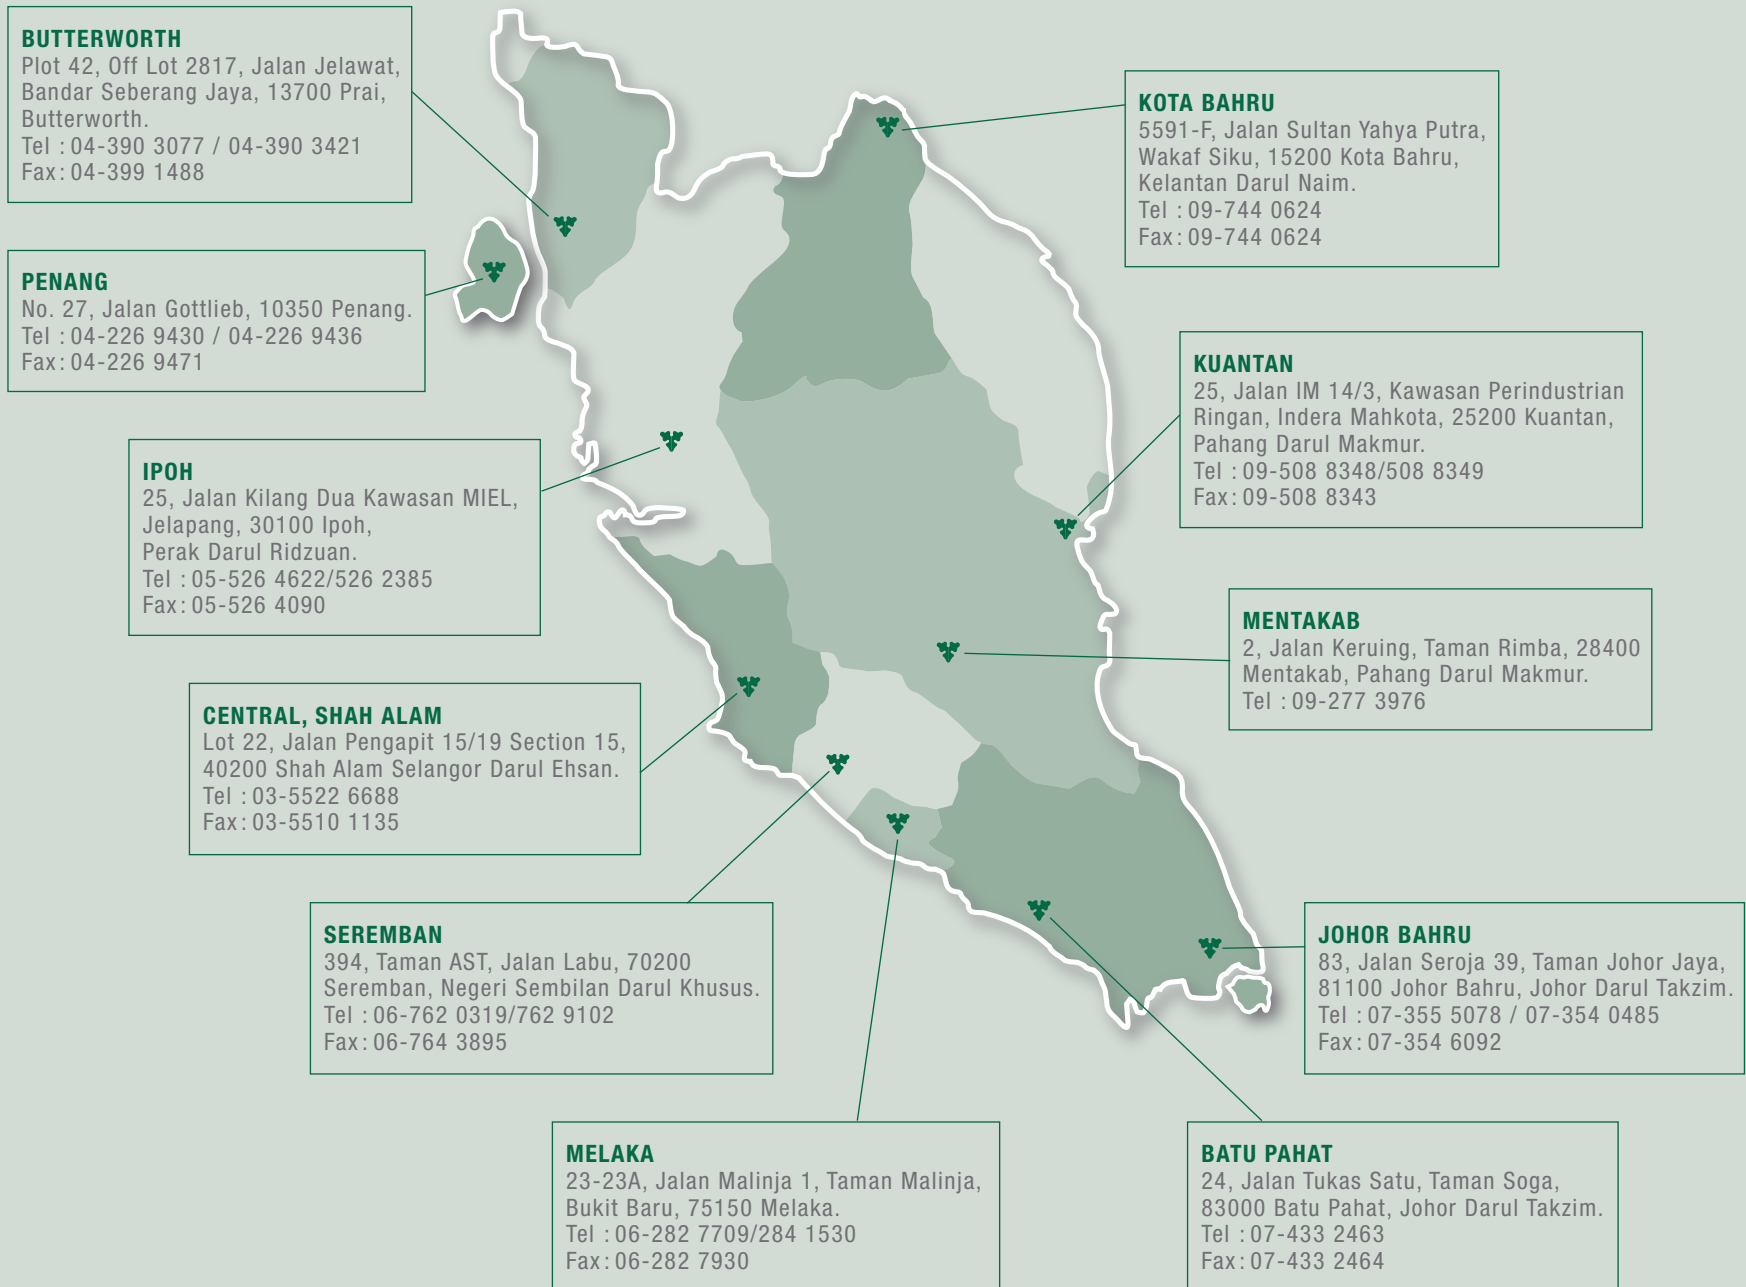 BUTTERWORTH
Plot 42, Off Lot 2817, Jalan Jelawat,
Bandar Seberang Jaya, 13700 Prai,
Butterworth.
Tel : 04-390 3077 / 04-390 3421
Fax : 04-399 1488
PENANG
No. 27, Jalan Gottlieb, 10350 Penang.
Tel : 04-226 9430 / 04-226 9436
Fax : 04-226 9471
IPOH
25, Jalan Kilang Dua Kawasan MIEL,
Jelapang, 30100 Ipoh,
Perak Darul Ridzuan.
Tel : 05-526 4622/526 2385
Fax : 05-526 4090
CENTRAL, SHAH ALAM
Lot 22, Jalan Pengapit 15/19 Section 15,
40200 Shah Alam Selangor Darul Ehsan.
Tel : 03-5522 6688
Fax : 03-5510 1135
SEREMBAN
394, Taman AST, Jalan Labu, 70200
Seremban, Negeri Sembilan Darul Khusus.
Tel : 06-762 0319/762 9102
Fax : 06-764 3895
MELAKA
23-23A, Jalan Malinja 1, Taman Malinja,
Bukit Baru, 75150 Melaka.
Tel : 06-282 7709/284 1530
Fax : 06-282 7930
KOTA BAHRU
5591-F, Jalan Sultan Yahya Putra,
Wakaf Siku, 15200 Kota Bahru,
Kelantan Darul Naim.
Tel : 09-744 0624
Fax : 09-744 0624
KUANTAN
25, Jalan IM 14/3, Kawasan Perindustrian
Ringan, Indera Mahkota, 25200 Kuantan,
Pahang Darul Makmur.
Tel : 09-508 8348/508 8349
Fax : 09-508 8343
MENTAKAB
2, Jalan Keruing, Taman Rimba, 28400
Mentakab, Pahang Darul Makmur.
Tel : 09-277 3976
JOHOR BAHRU
83, Jalan Seroja 39, Taman Johor Jaya,
81100 Johor Bahru, Johor Darul Takzim.
Tel : 07-355 5078 / 07-354 0485
Fax : 07-354 6092
BATU PAHAT
24, Jalan Tukas Satu, Taman Soga,
83000 Batu Pahat, Johor Darul Takzim.
Tel : 07-433 2463
Fax : 07-433 2464